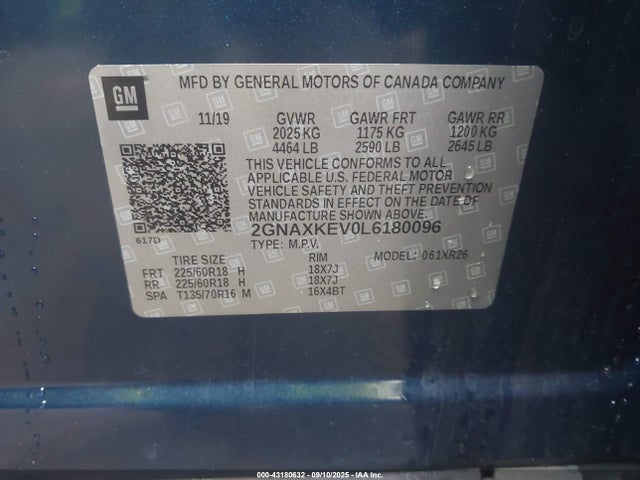 GM
MFD BY GENERAL MOTORS OF CANADA COMPANY
11/19 GVWR GAWR FRT GAWR RR
2025 KG 1175 KG 1200 KG
4464 LB 2590 LB 2645 LB
THIS VEHICLE CONFORMS TO ALL
APPLICABLE U.S. FEDERAL MOTOR
VEHICLE SAFETY AND THEFT PREVENTION
STANDARDS IN EFFECT ON THE DATE OF
MANUFACTURE SHOWN ABOVE.
617D
2GNAXKEV0L6180096
TYPE: M.P.V. MODEL: 061XR26
TIRE SIZE RIM
FRT 225/60R18 H 18X7J
RR 225/60R18 H 18X7J
SPA T135/70R16 M 16X4BT
000-43180632 - 09/10/2025 - IAA Inc.